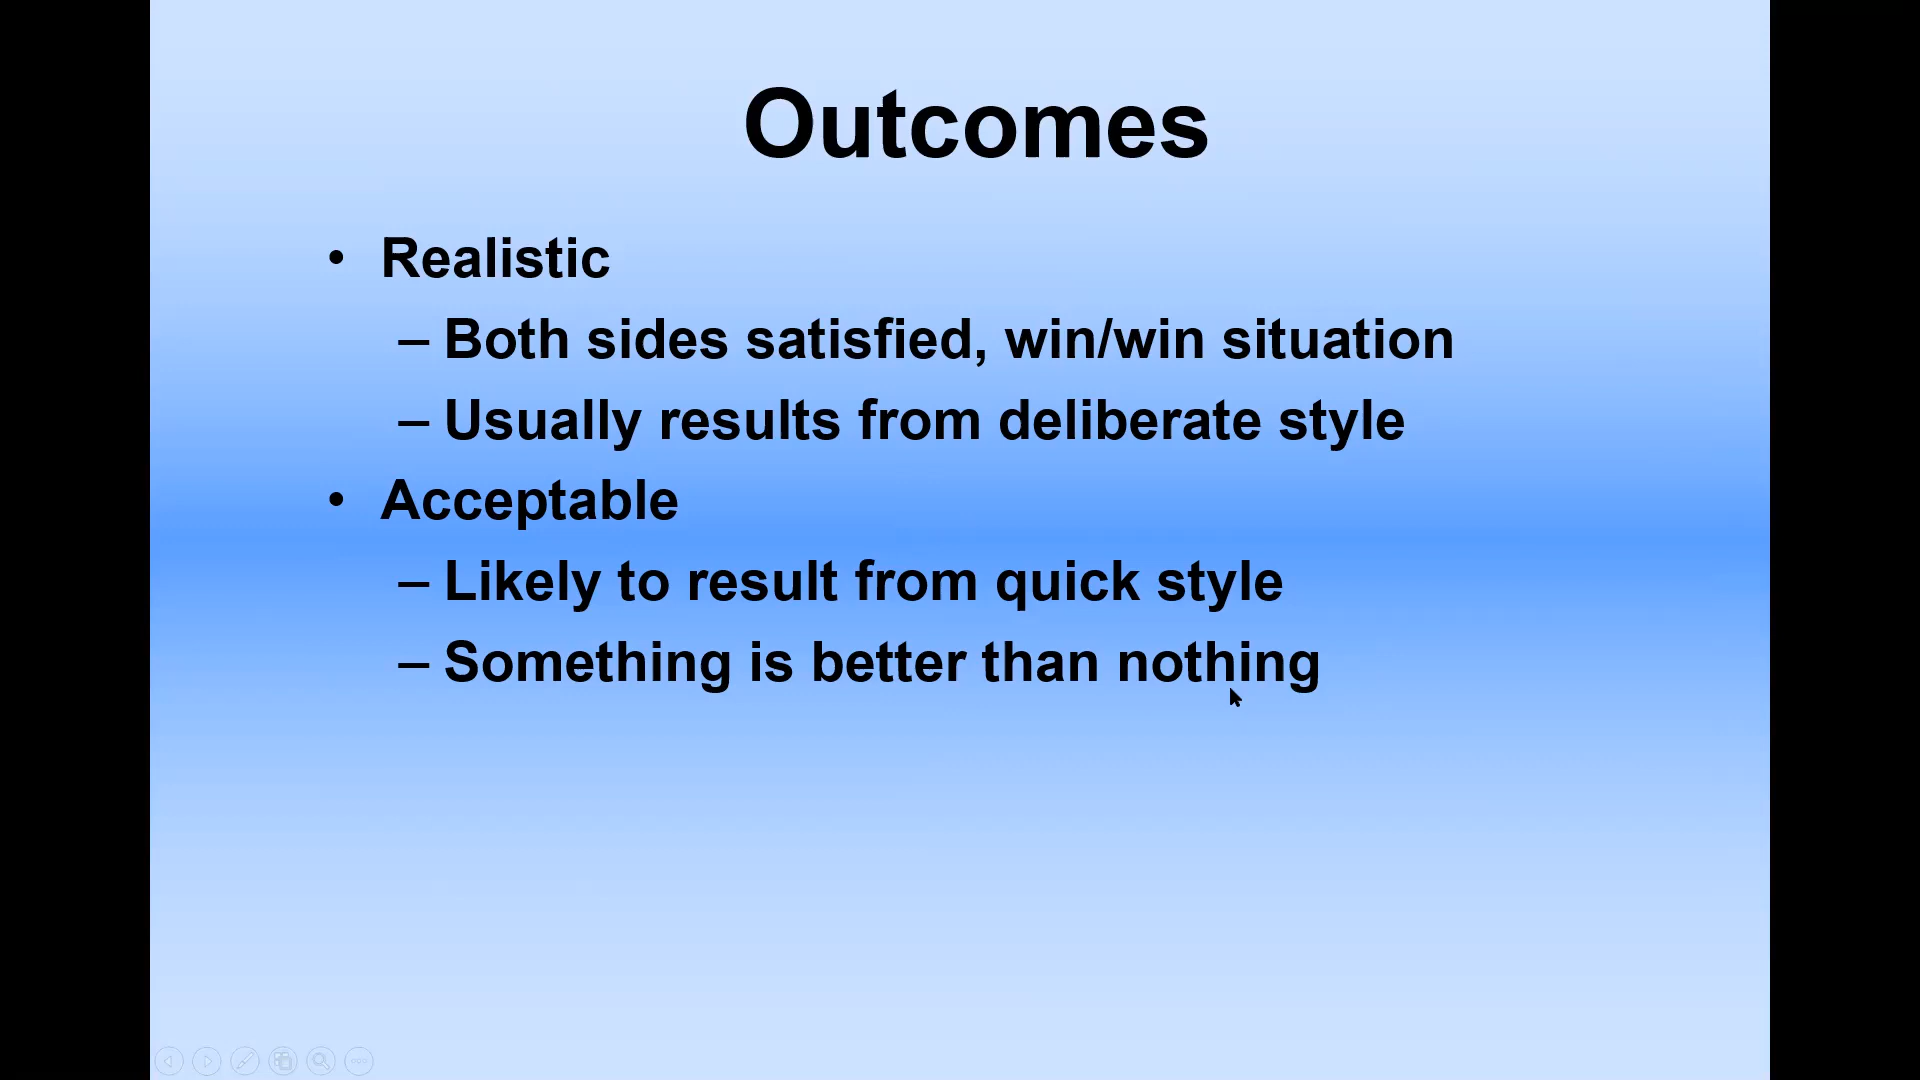 Outcomes
• Realistic
– Both sides satisfied, win/win situation
– Usually results from deliberate style
• Acceptable
– Likely to result from quick style
– Something is better than nothing